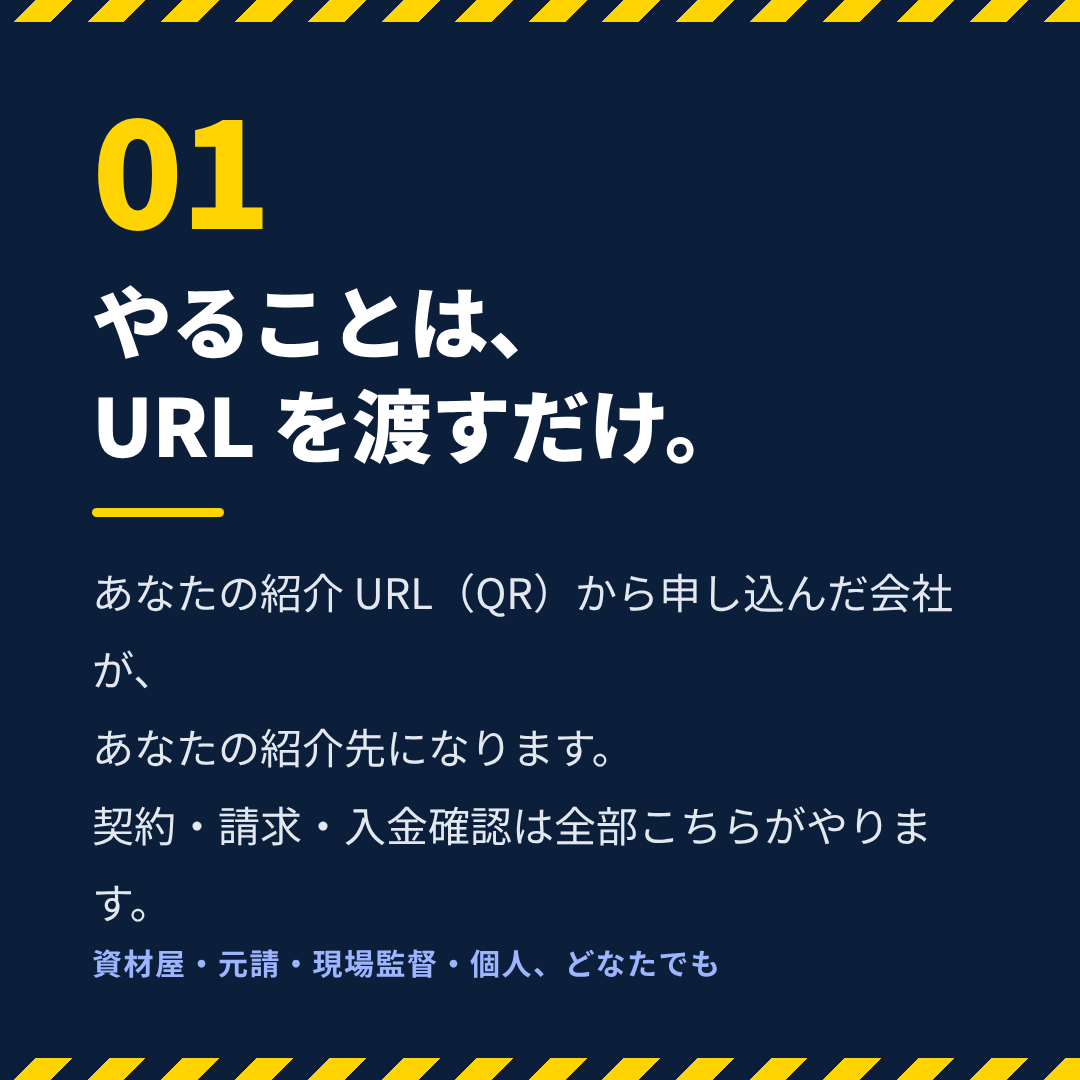 01
やることは、
URL を渡すだけ。
あなたの紹介 URL（QR）から申し込んだ会社
が、
あなたの紹介先になります。
契約・請求・入金確認は全部こちらがやりま
す。
資材屋・元請・現場監督・個人、どなたでも